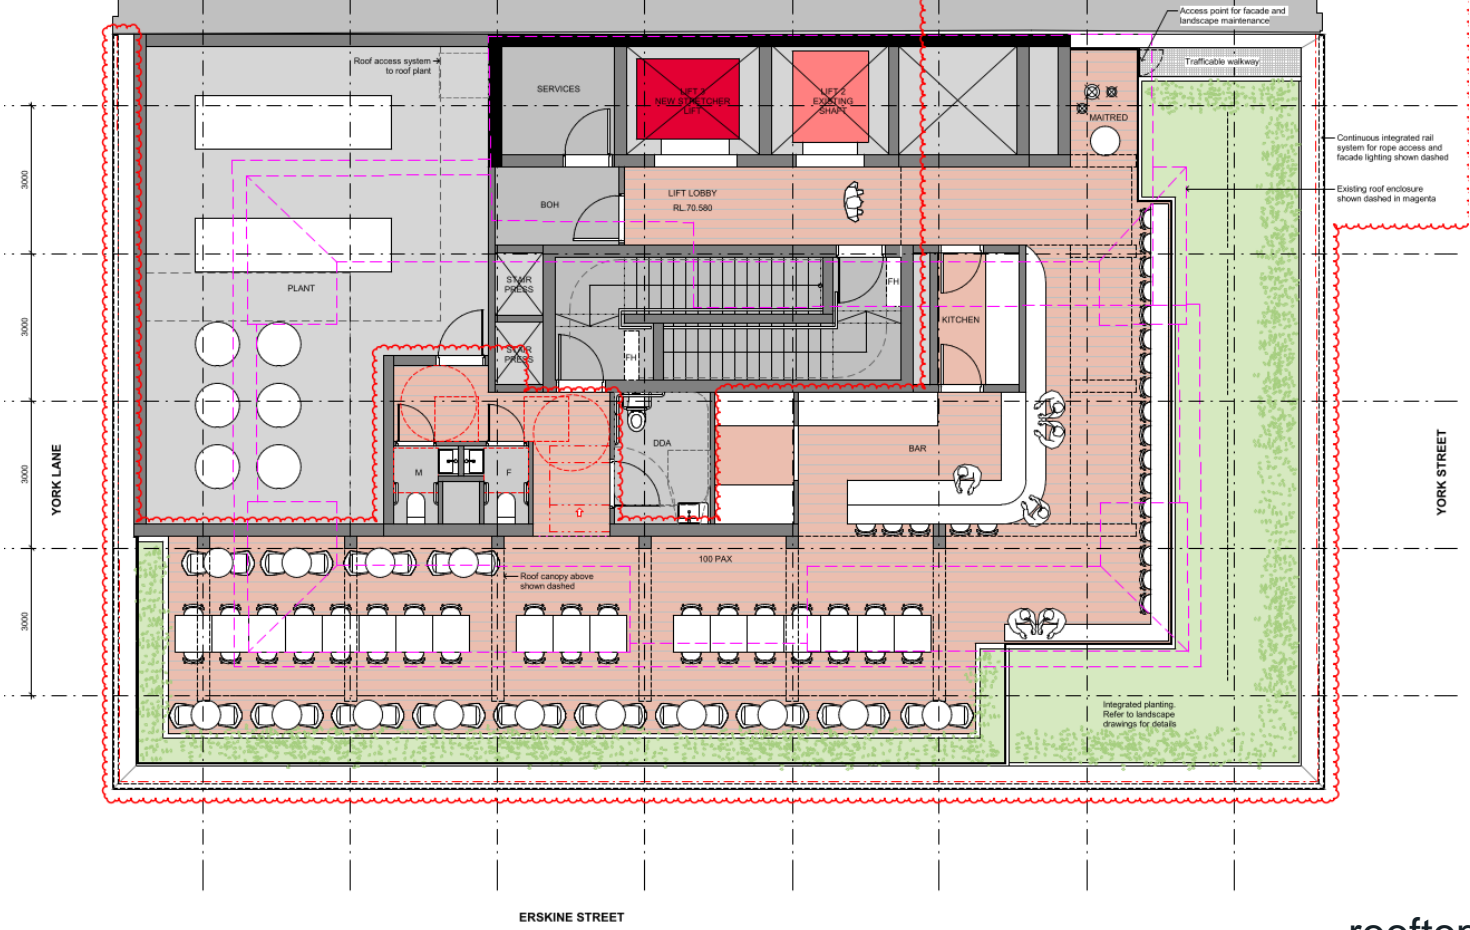 Access point for facade and
landscape maintenance
Roof access system
to roof plant
Trafficable walkway
SERVICES
LIFT 2
EXISTING
SHAFT
NEW STRETCHER
LIFT
MAITRED
Continuous integrated rail
system for rope access and
facade lighting shown dashed
3000
LIFT LOBBY
RL.70.580
BOH
Existing roof enclosure
shown dashed in magenta
STAIR
PRESS
FH
PLANT
3000
KITCHEN
STAIR
PRESS
FH
YORK LANE
3000
M
F
DDA
BAR
YORK STREET
100 PAX
Roof canopy above
shown dashed
3000
Integrated planting.
Refer to landscape
drawings for details
ERSKINE STREET